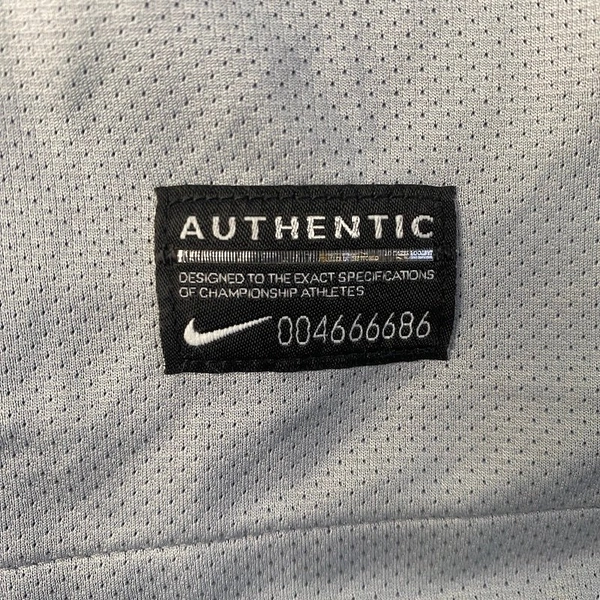 AUTHENTIC
DESIGNED TO THE EXACT SPECIFICATIONS
OF CHAMPIONSHIP ATHLETES
004666686